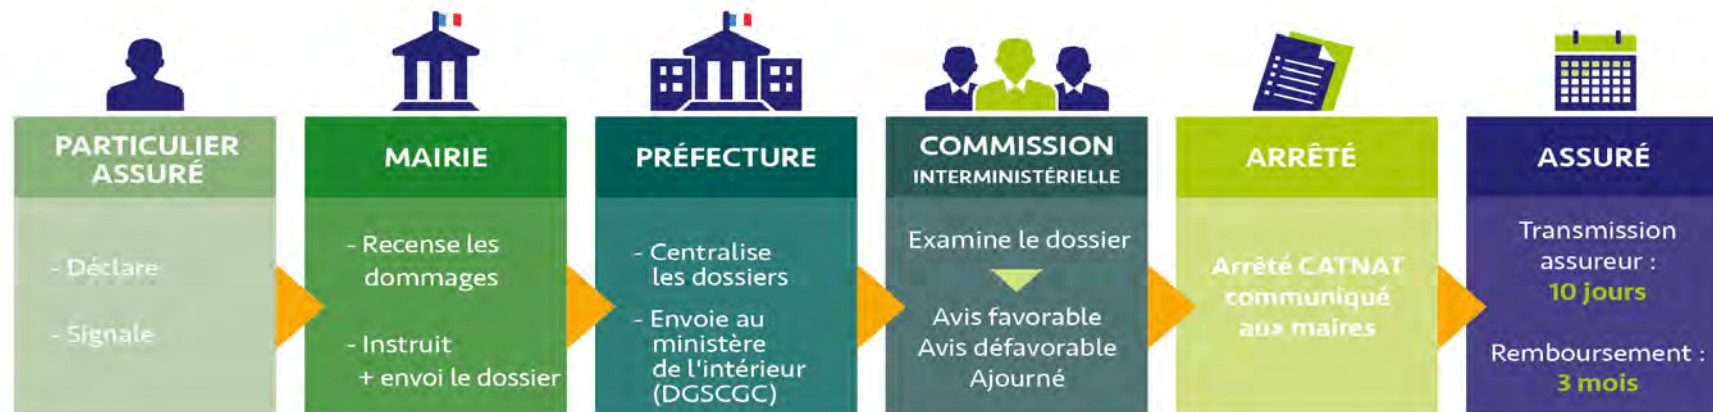 PARTICULIER
ASSURÉ
- Déclare
- Signale
MAIRIE
- Recense les
dommages
- Instruit
+ envoi le dossier
PRÉFECTURE
- Centralise
les dossiers
- Envoie au
ministère
de l'intérieur
(DGSCGC)
COMMISSION
INTERMINISTÉRIELLE
Examine le dossier
Avis favorable
Avis défavorable
Ajourné
ARRÊTÉ
Arrêté CATNAT
communiqué
aux maires
ASSURÉ
Transmission
assureur :
10 jours
Remboursement :
3 mois